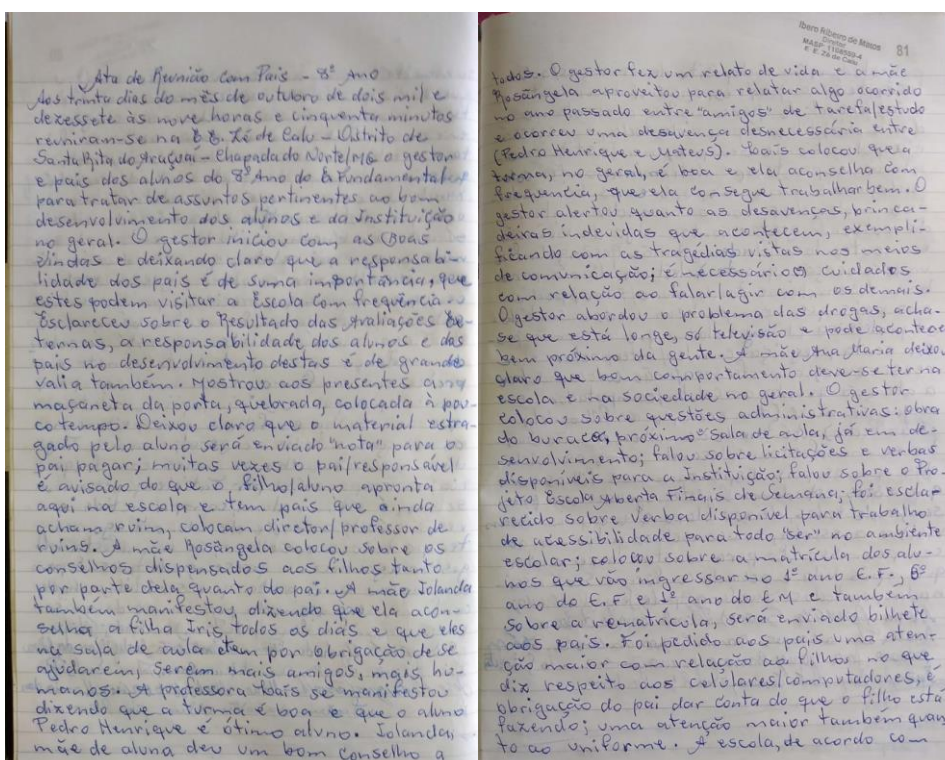 Ata de Reunião com Pais - 8º Ano
Aos trinta dias do mês de outubro de dois mil e
dezessete às nove horas e cinquenta minutos
reuniram-se na E.E. Zé de Calu - Distrito de
Santa Rita do Araçuaí - Chapada do Norte/MG o gestor
e pais dos alunos do 8º Ano do E. Fundamental
para tratar de assuntos pertinentes ao bom
desenvolvimento dos alunos e da Instituição
no geral. O gestor iniciou com as Boas
Vindas e deixando claro que a responsabi-
lidade dos pais é de suma importância, que
estes podem visitar a Escola com frequência.
Esclareceu sobre o Resultado das Avaliações Ex-
ternas, a responsabilidade dos alunos e das
pais no desenvolvimento destas é de grande
valia também. Mostrou aos presentes a
maçaneta da porta, quebrada, colocada à pou-
co tempo. Deixou claro que o material estra-
gado pelo aluno será enviado "nota" para o
pai pagar; muitas vezes o pai/responsável
é avisado do que o filho/aluno apronta
aqui na escola e tem pais que ainda
acham ruim, colocam diretor/professor de
ruins. A mãe Rosângela colocou sobre os
conselhos dispensados aos filhos tanto
por parte dela, quanto do pai. A mãe Iolanda
também manifestou, dizendo que ela acon-
selha a filha Iris todos os dias e que eles
na sala de aula tem por obrigação de se
ajudarem, serem mais amigos, mais hu-
manos. A professora Loais se manifestou
dizendo que a turma é boa e que o aluno
Pedro Henrique é ótimo aluno. Iolanda,
mãe de aluna deu um bom conselho a
Ibero Ribeiro de Matos
Diretor
MASP
E. E. Zé de Calu
81
todos. O gestor fez um relato de vida e a mãe
Rosângela aproveitou para relatar algo ocorrido
no ano passado entre "amigos" de tarefa/estudo
e ocorreu uma desavença desnecessária entre
(Pedro Henrique e Mateus). Loais colocou que a
turma, no geral, é boa e ela aconselha com
frequencia, que ela consegue trabalhar bem. O
gestor alertou quanto as desavenças, brinca-
deiras indevidas que acontecem, exempli-
ficando com as tragédias vistas nos meios
de comunicação; é necessário cuidados
com relação ao falar/agir com os demais.
O gestor abordou o problema das drogas, acha-
se que está longe, só televisão e pode acontecer
bem próximo da gente. A mãe Ana Maria deixou
claro que bom comportamento deve-se ter na
escola e na sociedade no geral. O gestor
colocou sobre questões administrativas: obra
do buraco, próximo sala de aula, já em de-
senvolvimento; falou sobre licitações e verbas
disponíveis para a Instituição; falou sobre o Pro-
jeto Escola Aberta Finais de Semana; foi escla-
recido sobre verba disponível para trabalho
de acessibilidade para todo "ser" no ambiente
escolar; colocou sobre a matrícula dos alu-
nos que vão ingressar no 1º ano E.F., 6º
ano do E.F e 1º ano do EM e também
sobre a rematrícula, será enviado bilhete
aos pais. Foi pedido aos pais uma aten-
ção maior com relação ao filho, no que
diz respeito aos celulares/computadores, é
obrigação do pai dar conta do que o filho está
fazendo; uma atenção maior também quan-
to ao uniforme. A escola, de acordo com